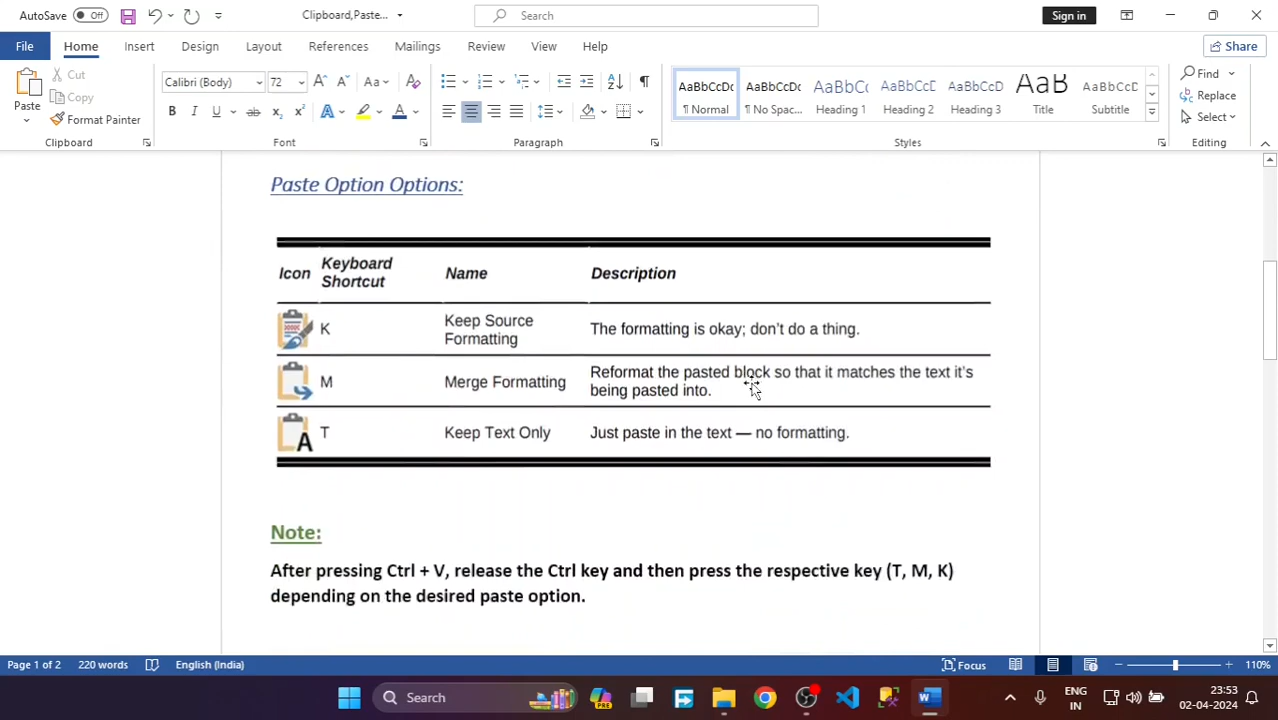 AutoSave Off
Clipboard,Paste...
Search
Sign in
File Home Insert Design Layout References Mailings Review View Help Share
Paste
Cut
Copy
Format Painter
Clipboard
Calibri (Body) 72
Font
Paragraph
AaBbCcDc AaBbCcDc AaBbC AaBbCcD AaBbCcD AaB AaBbCcD
¶ Normal ¶ No Spac... Heading 1 Heading 2 Heading 3 Title Subtitle
Styles
Find
Replace
Select
Editing
Paste Option Options:
Icon Keyboard Shortcut Name Description
K Keep Source Formatting The formatting is okay; don't do a thing.
M Merge Formatting Reformat the pasted block so that it matches the text it's
being pasted into.
T Keep Text Only Just paste in the text — no formatting.
Note:
After pressing Ctrl + V, release the Ctrl key and then press the respective key (T, M, K)
depending on the desired paste option.
Page 1 of 2 220 words English (India) Focus 110%
Search
PRE
ENG
IN
23:53
02-04-2024